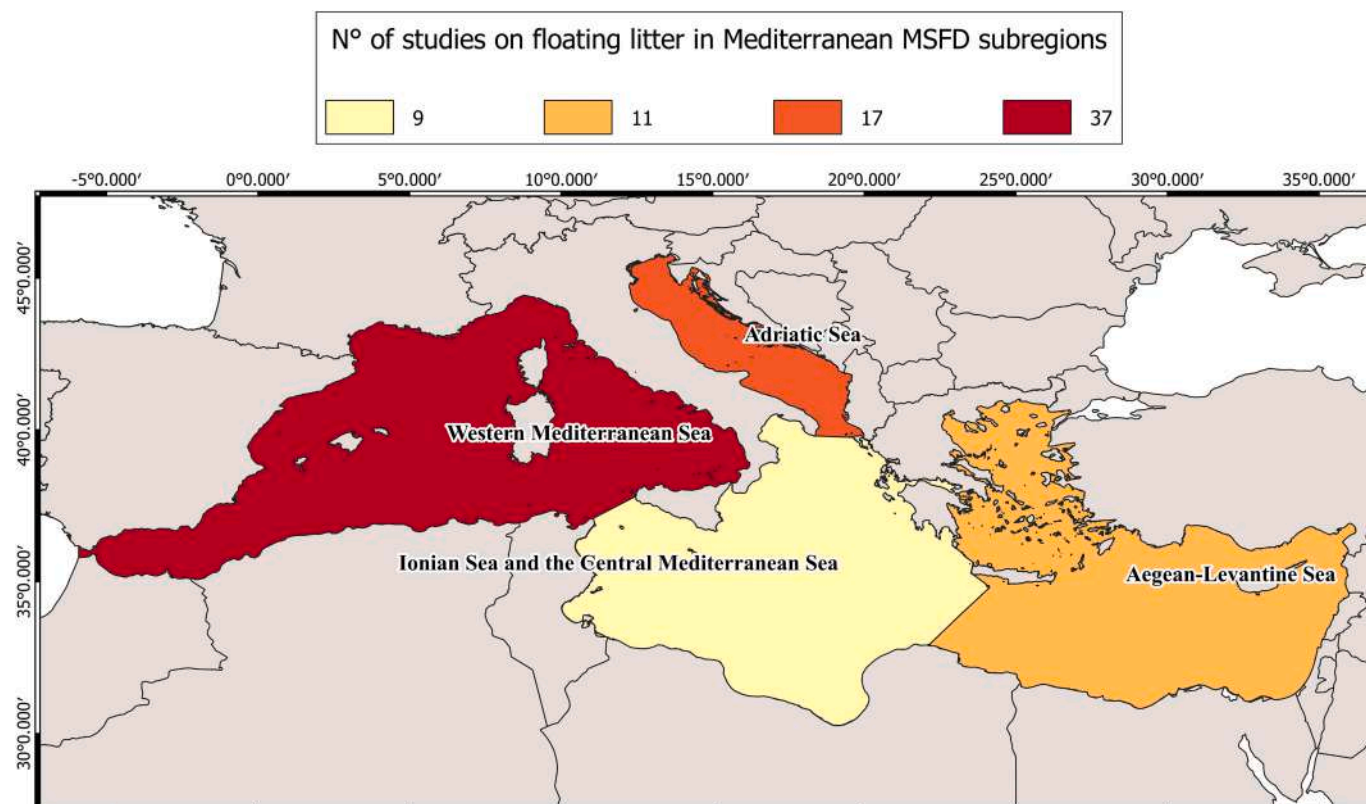 N° of studies on floating litter in Mediterranean MSFD subregions
9 11 17 37
-5°0.000′ 0°0.000′ 5°0.000′ 10°0.000′ 15°0.000′ 20°0.000′ 25°0.000′ 30°0.000′ 35°0.000′
45°0.000′
Adriatic Sea
40°0.000′
Western Mediterranean Sea
Ionian Sea and the Central Mediterranean Sea
35°0.000′
Aegean-Levantine Sea
30°0.000′